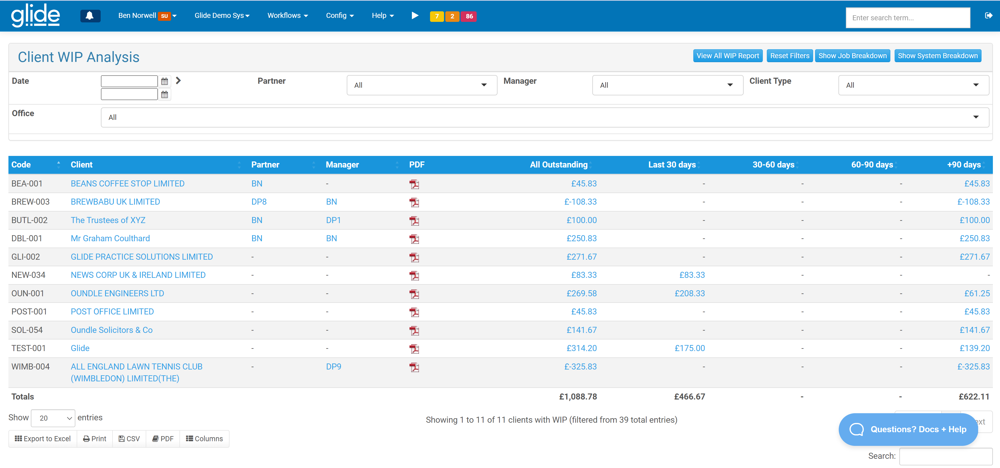 glide Ben Norwell SU Glide Demo Sys Workflows Config Help 7 2 86 Enter search term...
Client WIP Analysis View All WIP Report Reset Filters Show Job Breakdown Show System Breakdown
Date Partner All Manager All Client Type All
Office All
Code Client Partner Manager PDF All Outstanding Last 30 days 30-60 days 60-90 days +90 days
BEA-001 BEANS COFFEE STOP LIMITED BN - £45.83 - - - £45.83
BREW-003 BREWBABU UK LIMITED DP8 BN £-108.33 - - - £-108.33
BUTL-002 The Trustees of XYZ BN DP1 £100.00 - - - £100.00
DBL-001 Mr Graham Coulthard BN BN £250.83 - - - £250.83
GLI-002 GLIDE PRACTICE SOLUTIONS LIMITED - - £271.67 - - - £271.67
NEW-034 NEWS CORP UK & IRELAND LIMITED - - £83.33 £83.33 - - -
OUN-001 OUNDLE ENGINEERS LTD - - £269.58 £208.33 - - £61.25
POST-001 POST OFFICE LIMITED - - £45.83 - - - £45.83
SOL-054 Oundle Solicitors & Co - - £141.67 - - - £141.67
TEST-001 Glide - - £314.20 £175.00 - - £139.20
WIMB-004 ALL ENGLAND LAWN TENNIS CLUB - DP9 £-325.83 - - - £-325.83
(WIMBLEDON) LIMITED(THE)
Totals £1,088.78 £466.67 - - £622.11
Show 20 entries Showing 1 to 11 of 11 clients with WIP (filtered from 39 total entries)
Questions? Docs + Help
Export to Excel Print CSV PDF Columns
Search: